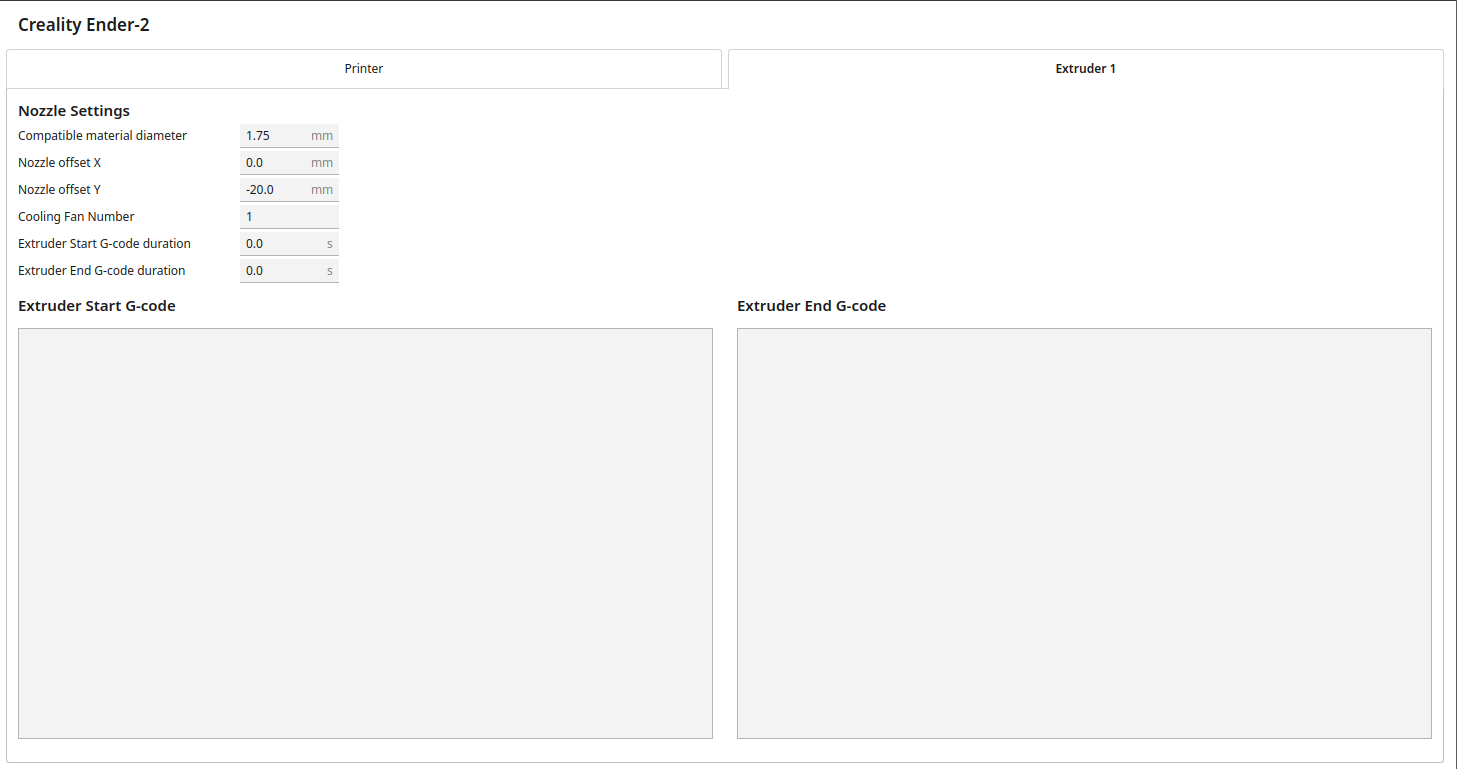 Creality Ender-2
Printer
Extruder 1
Nozzle Settings
Compatible material diameter 1.75 mm
Nozzle offset X 0.0 mm
Nozzle offset Y -20.0 mm
Cooling Fan Number 1
Extruder Start G-code duration 0.0 s
Extruder End G-code duration 0.0 s
Extruder Start G-code
Extruder End G-code